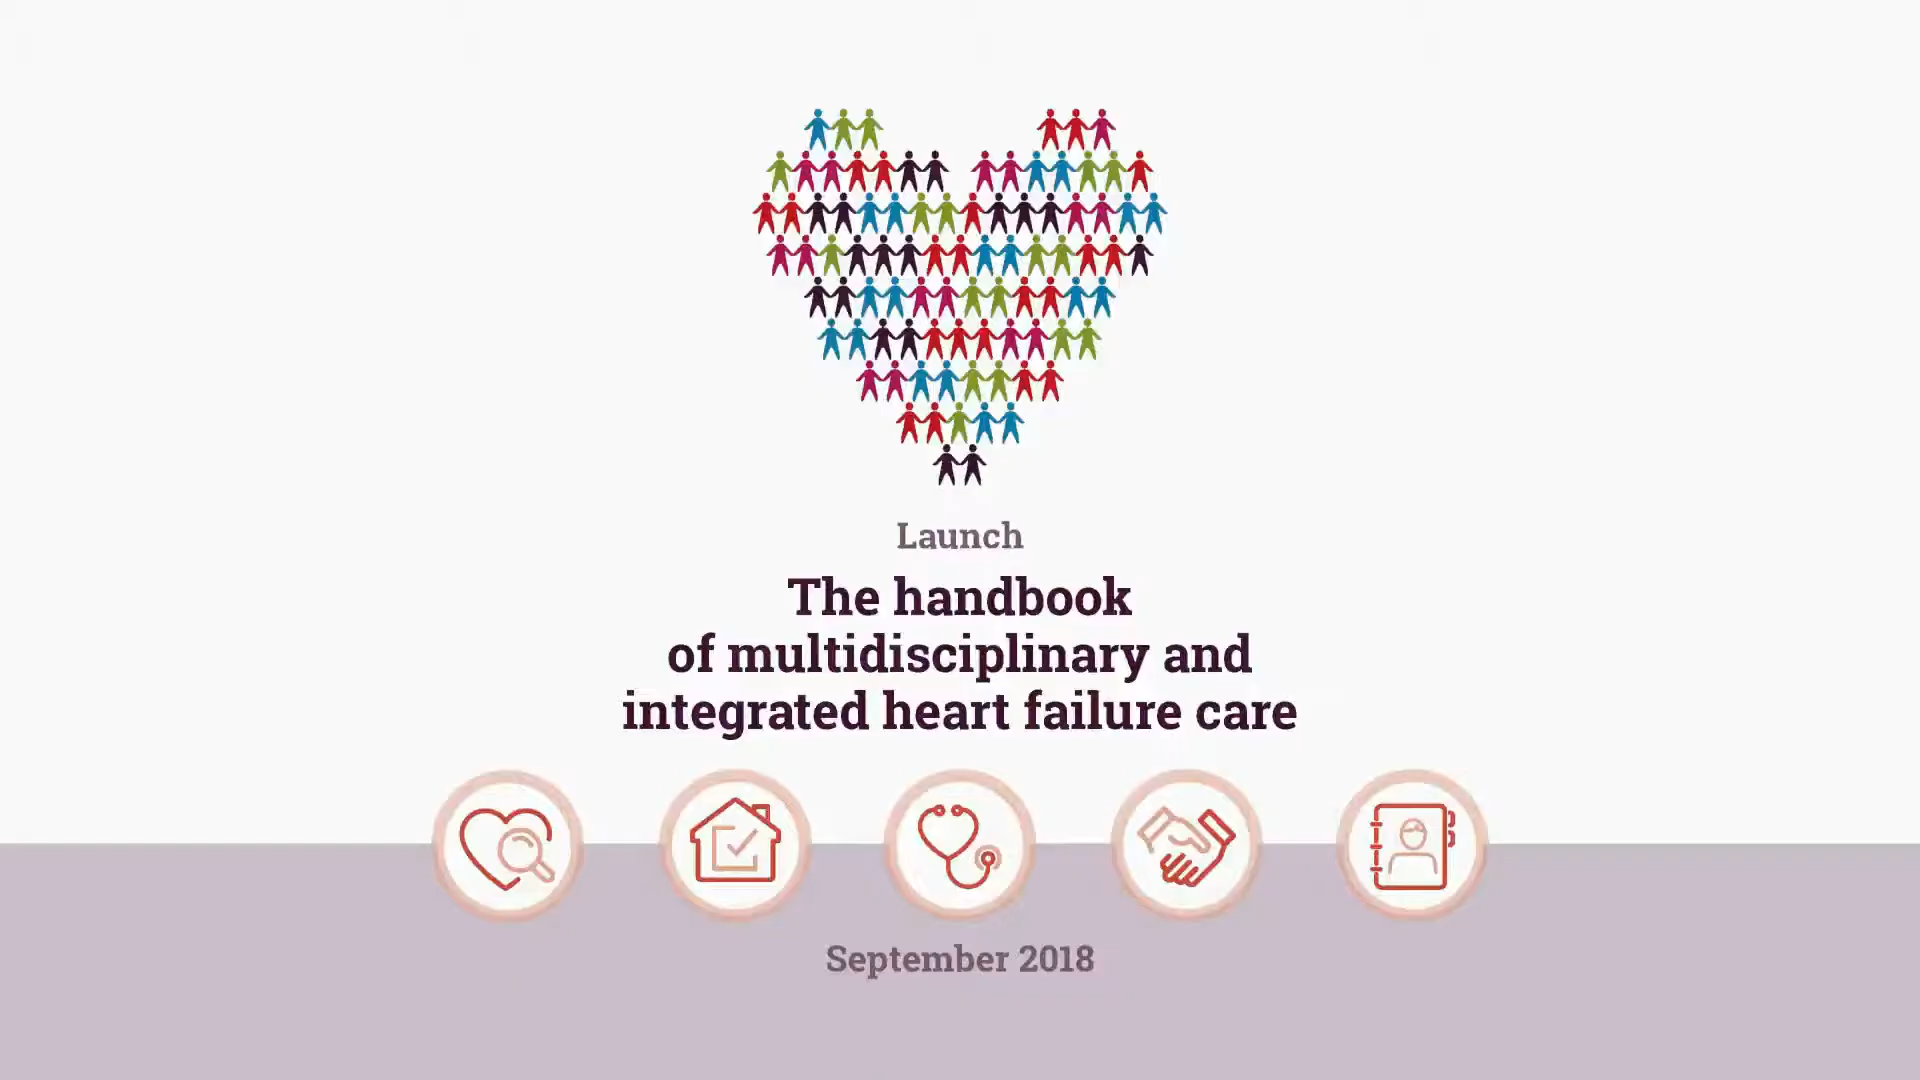 Launch
The handbook
of multidisciplinary and
integrated heart failure care
September 2018